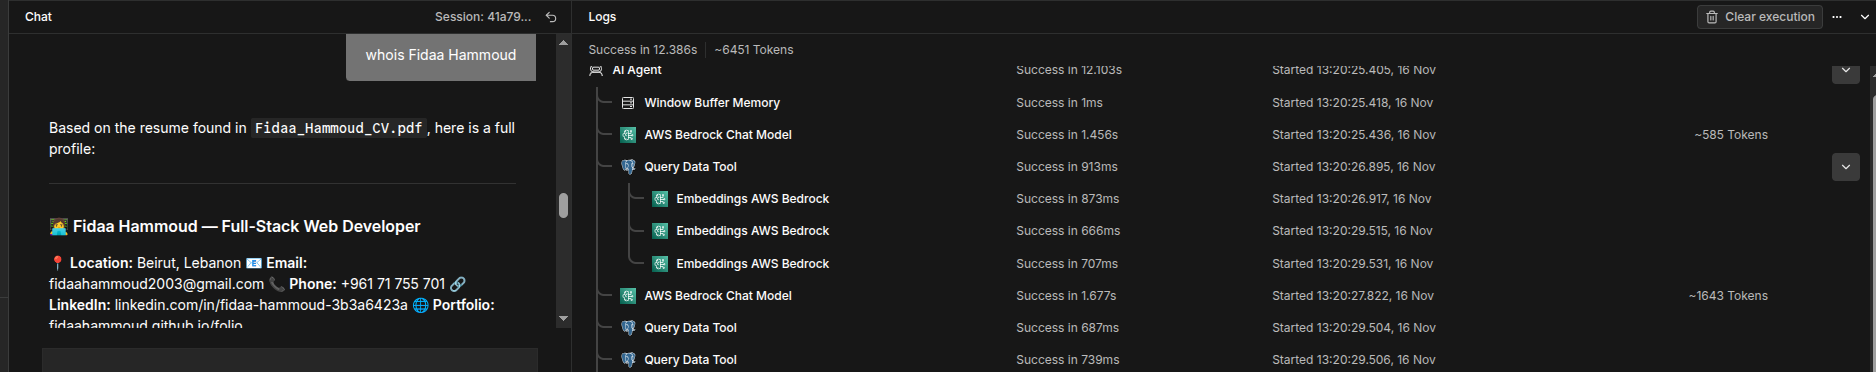 Chat
Session: 41a79...
whois Fidaa Hammoud
Based on the resume found in Fidaa_Hammoud_CV.pdf, here is a full
profile:
🧑‍💻 Fidaa Hammoud — Full-Stack Web Developer
📍 Location: Beirut, Lebanon 📧 Email:
fidaahammoud2003@gmail.com 📞 Phone: +961 71 755 701 🔗
LinkedIn: linkedin.com/in/fidaa-hammoud-3b3a6423a 🌐 Portfolio:
fidaahammoud.github.io/folio
Logs
Clear execution
Success in 12.386s ~6451 Tokens
AI Agent Success in 12.103s Started 13:20:25.405, 16 Nov
Window Buffer Memory Success in 1ms Started 13:20:25.418, 16 Nov
AWS Bedrock Chat Model Success in 1.456s Started 13:20:25.436, 16 Nov ~585 Tokens
Query Data Tool Success in 913ms Started 13:20:26.895, 16 Nov
Embeddings AWS Bedrock Success in 873ms Started 13:20:26.917, 16 Nov
Embeddings AWS Bedrock Success in 666ms Started 13:20:29.515, 16 Nov
Embeddings AWS Bedrock Success in 707ms Started 13:20:29.531, 16 Nov
AWS Bedrock Chat Model Success in 1.677s Started 13:20:27.822, 16 Nov ~1643 Tokens
Query Data Tool Success in 687ms Started 13:20:29.504, 16 Nov
Query Data Tool Success in 739ms Started 13:20:29.506, 16 Nov